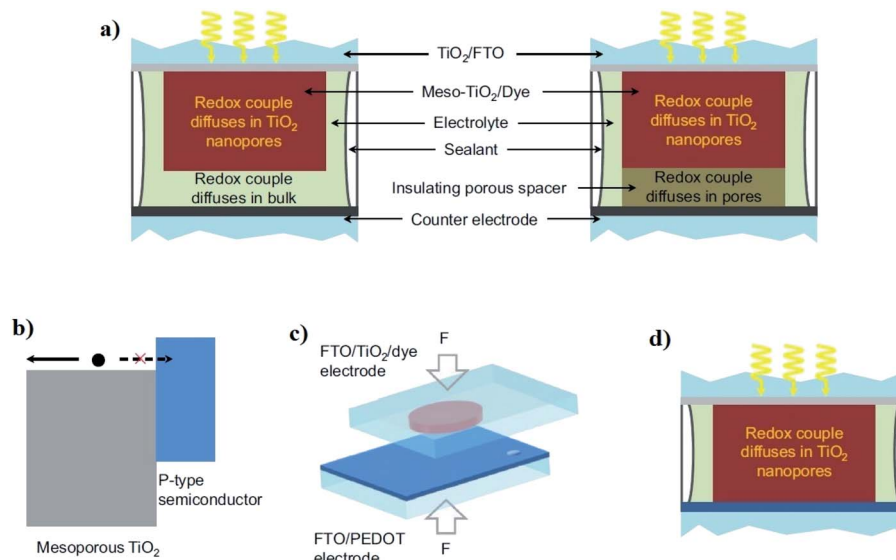 a)
TiO2/FTO
Meso-TiO2/Dye
Electrolyte
Sealant
Insulating porous spacer
Counter electrode
Redox couple
diffuses in TiO2
nanopores
Redox couple
diffuses in bulk
Redox couple
diffuses in TiO2
nanopores
Redox couple
diffuses in pores
b)
P-type
semiconductor
Mesoporous TiO2
c)
F
FTO/TiO2/dye
electrode
FTO/PEDOT
electrode
F
d)
Redox couple
diffuses in TiO2
nanopores